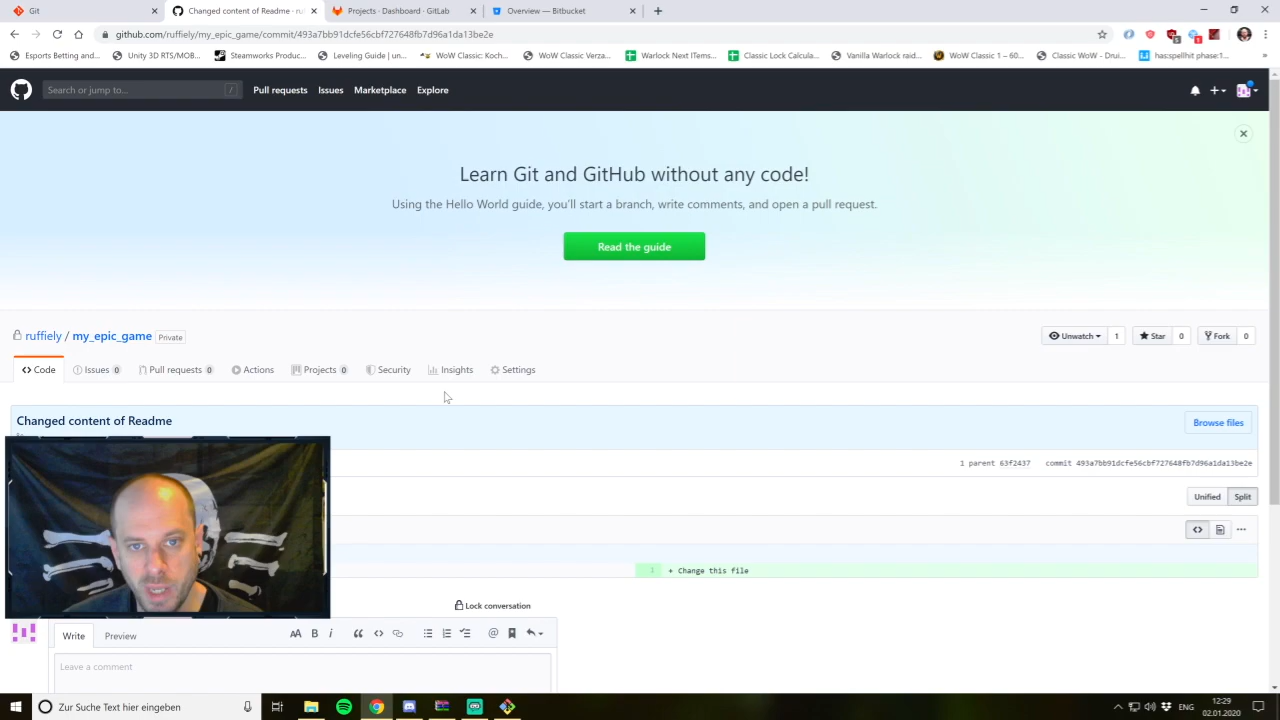 Git
Changed content of Readme · ru
Projects · Dashboard · GitLab
Overview — Bitbucket
github.com/ruffiely/my_epic_game/commit/493a7bb91dcfe56cbf727648fb7d96a1da13be2e
Esports Betting and...
Unity 3D RTS/MOB...
Steamworks Produc...
Leveling Guide | un...
WoW Classic: Koch...
WoW Classic Verza...
Warlock Next ITems...
Classic Lock Calcula...
Vanilla Warlock raid...
WoW Classic 1 – 60...
Classic WoW - Drui...
has:spellhit phase:1...
Search or jump to...
/
Pull requests
Issues
Marketplace
Explore
Learn Git and GitHub without any code!
Using the Hello World guide, you'll start a branch, write comments, and open a pull request.
Read the guide
ruffiely / my_epic_game Private
Unwatch 1
Star 0
Fork 0
Code
Issues 0
Pull requests 0
Actions
Projects 0
Security
Insights
Settings
Changed content of Readme
Browse files
1 parent 63f2437 commit 493a7bb91dcfe56cbf727648fb7d96a1da13be2e
Unified
Split
1 + Change this file
Lock conversation
Write
Preview
AA B i
Leave a comment
Zur Suche Text hier eingeben
ENG
12:29
02.01.2020